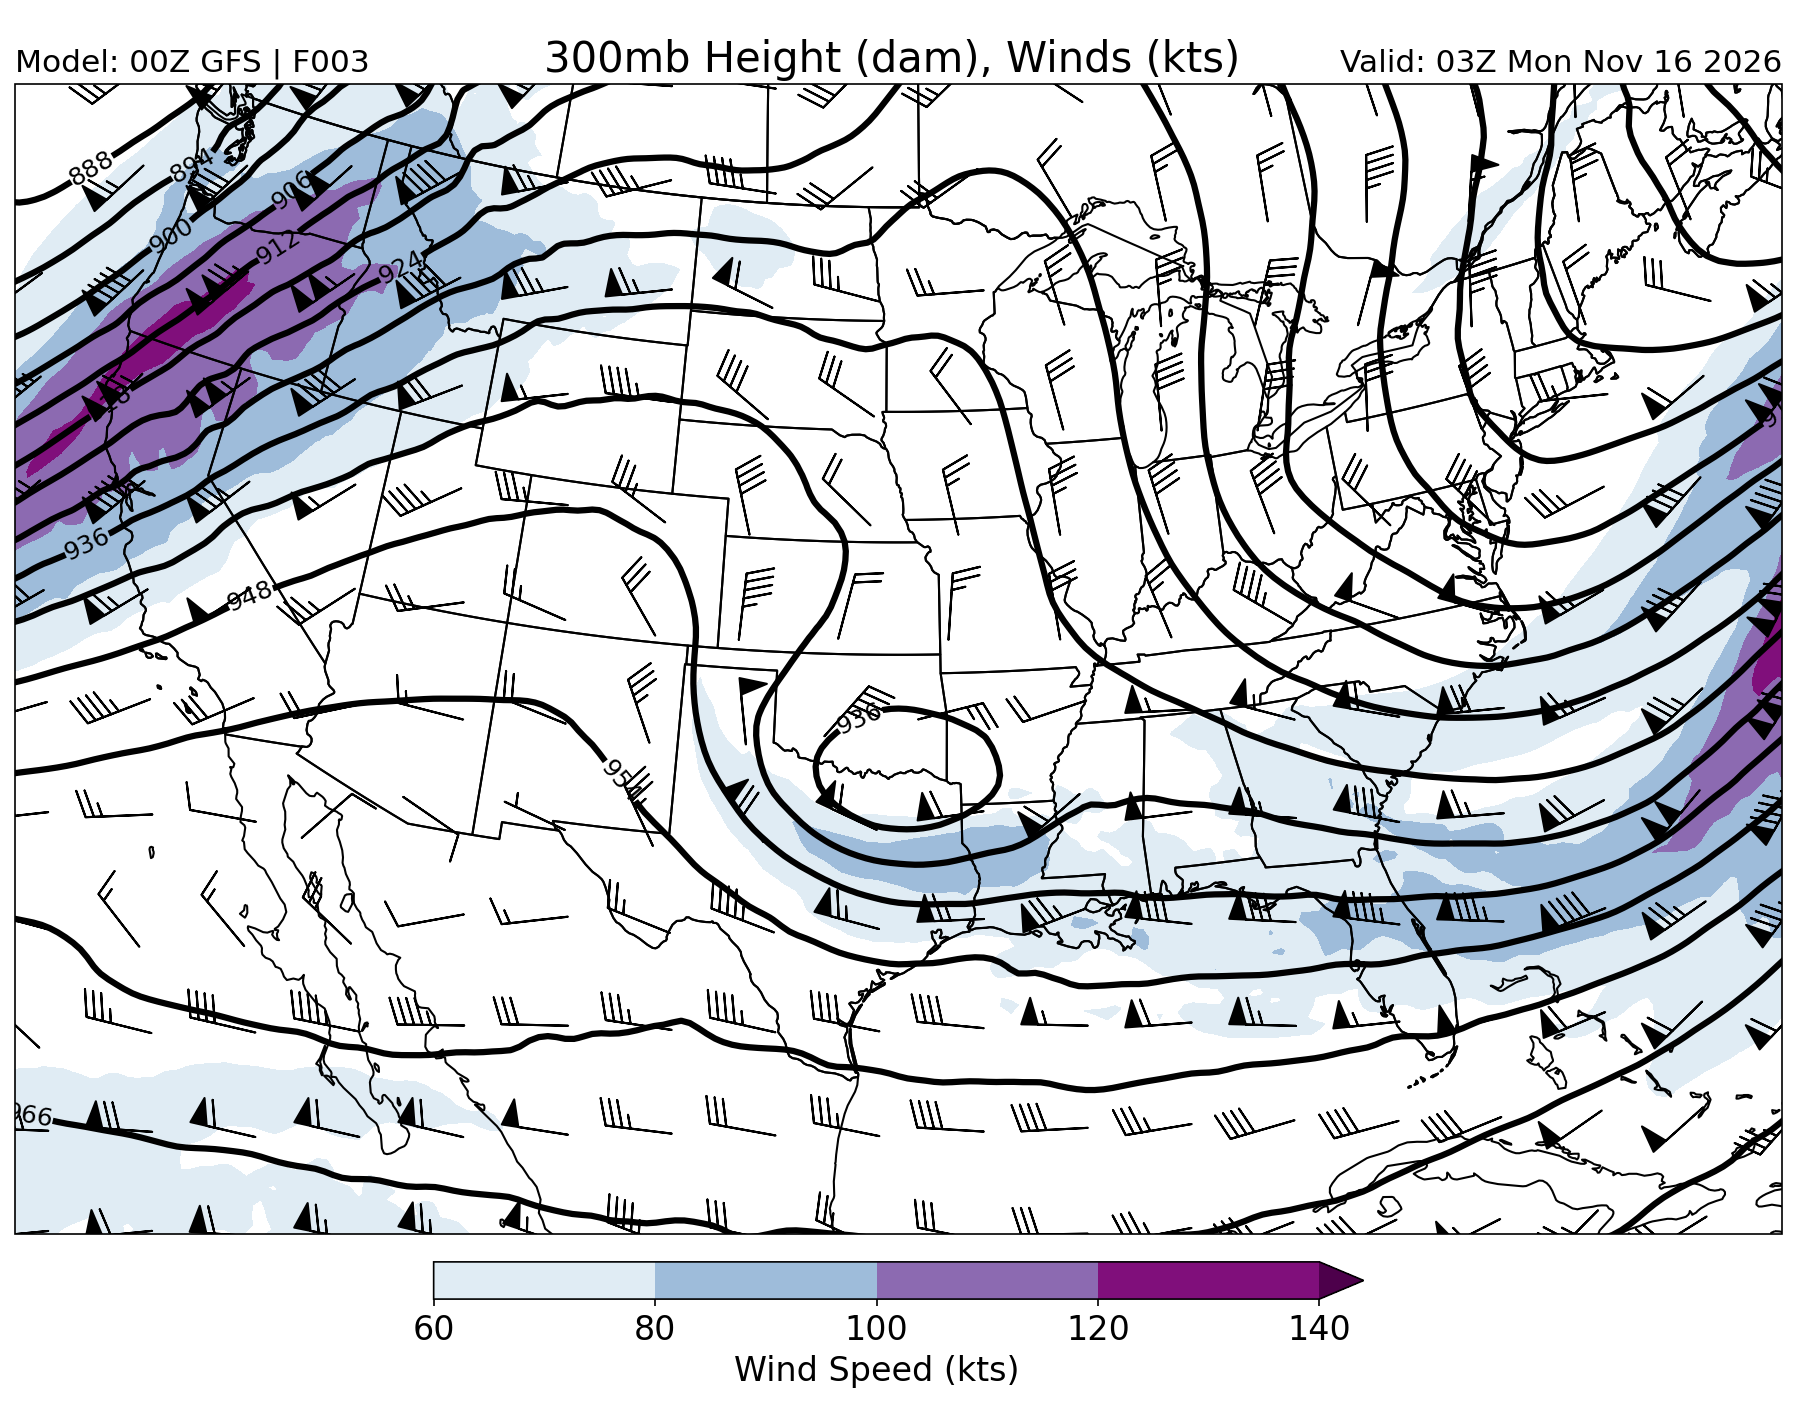 Model: 00Z GFS | F003
300mb Height (dam), Winds (kts)
Valid: 03Z Mon Nov 16 2026
888
894
906
900
912
924
936
948
936
966
60 80 100 120 140
Wind Speed (kts)